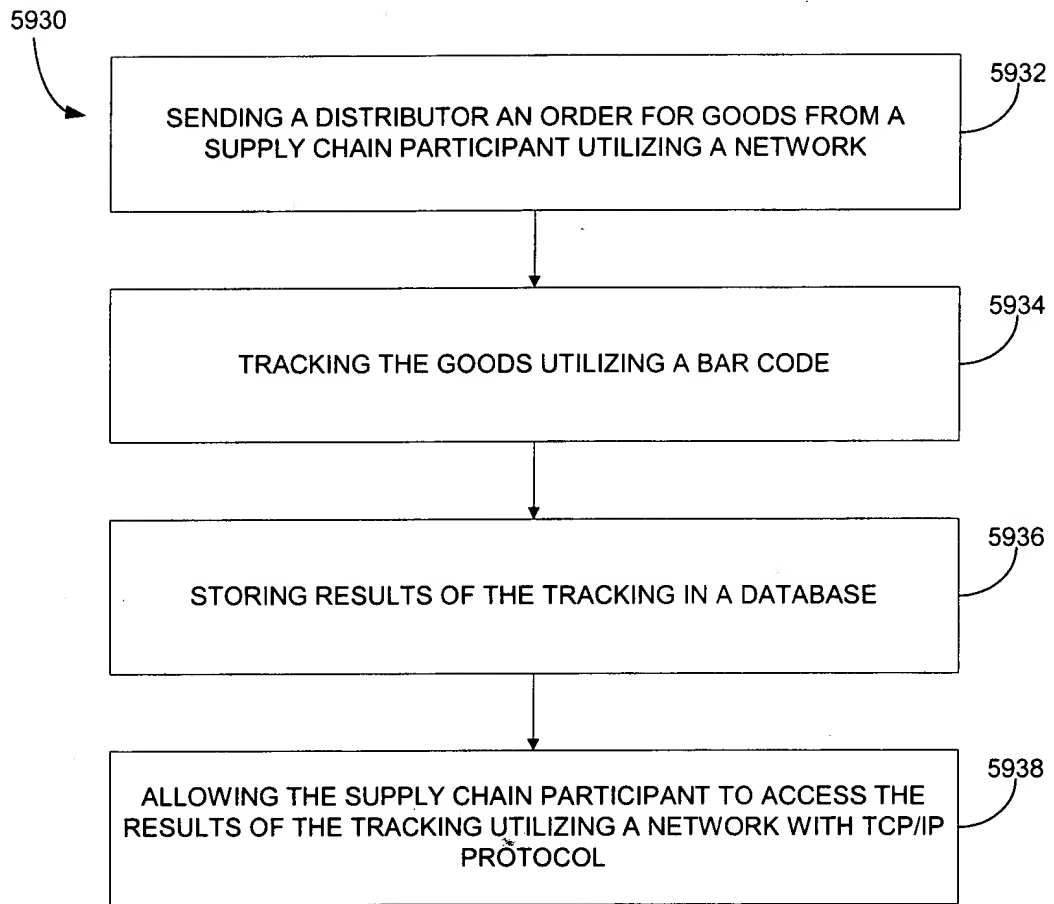 5930
5932
SENDING A DISTRIBUTOR AN ORDER FOR GOODS FROM A
SUPPLY CHAIN PARTICIPANT UTILIZING A NETWORK
5934
TRACKING THE GOODS UTILIZING A BAR CODE
5936
STORING RESULTS OF THE TRACKING IN A DATABASE
5938
ALLOWING THE SUPPLY CHAIN PARTICIPANT TO ACCESS THE
RESULTS OF THE TRACKING UTILIZING A NETWORK WITH TCP/IP
PROTOCOL